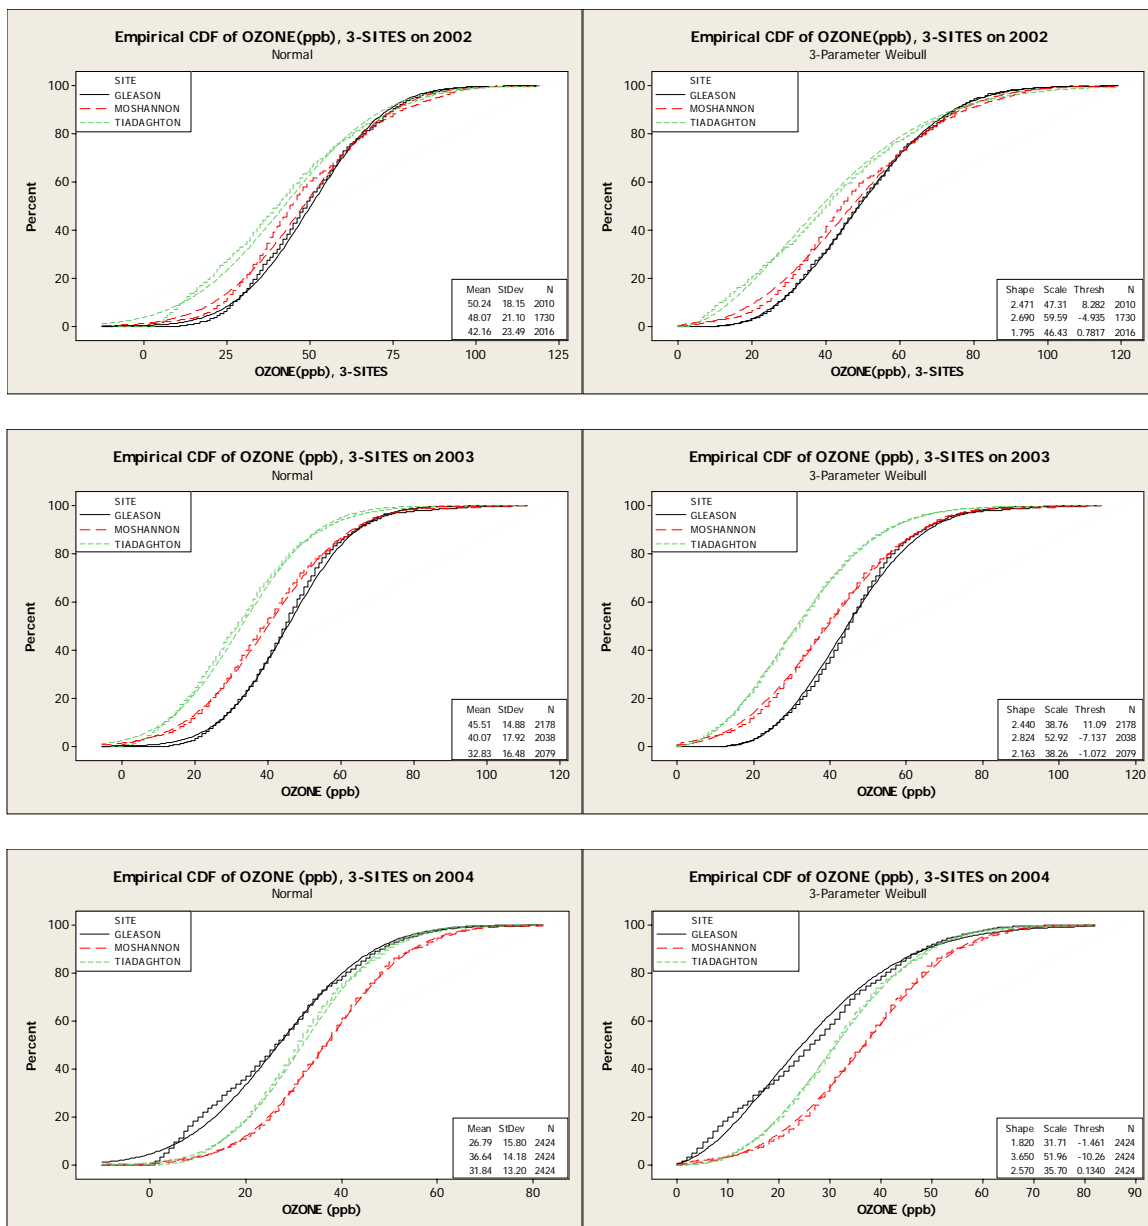 Empirical CDF of OZONE(ppb), 3-SITES on 2002
Normal
SITE
GLEASON
MOSHANNON
TIADAGHTON
Percent
100
80
60
40
20
0
Mean StDev N
50.24 18.15 2010
48.07 21.10 1730
42.16 23.49 2016
0 25 50 75 100 125
OZONE(ppb), 3-SITES
Empirical CDF of OZONE(ppb), 3-SITES on 2002
3-Parameter Weibull
SITE
GLEASON
MOSHANNON
TIADAGHTON
Percent
100
80
60
40
20
0
Shape Scale Thresh N
2.471 47.31 8.282 2010
2.690 59.59 -4.935 1730
1.795 46.43 0.7817 2016
0 20 40 60 80 100 120
OZONE(ppb), 3-SITES
Empirical CDF of OZONE (ppb), 3-SITES on 2003
Normal
SITE
GLEASON
MOSHANNON
TIADAGHTON
Percent
100
80
60
40
20
0
Mean StDev N
45.51 14.88 2178
40.07 17.92 2038
32.83 16.48 2079
0 20 40 60 80 100 120
OZONE (ppb)
Empirical CDF of OZONE (ppb), 3-SITES on 2003
3-Parameter Weibull
SITE
GLEASON
MOSHANNON
TIADAGHTON
Percent
100
80
60
40
20
0
Shape Scale Thresh N
2.440 38.76 11.09 2178
2.824 52.92 -7.137 2038
2.163 38.26 -1.072 2079
0 20 40 60 80 100 120
OZONE (ppb)
Empirical CDF of OZONE (ppb), 3-SITES on 2004
Normal
SITE
GLEASON
MOSHANNON
TIADAGHTON
Percent
100
80
60
40
20
0
Mean StDev N
26.79 15.80 2424
36.64 14.18 2424
31.84 13.20 2424
0 20 40 60 80
OZONE (ppb)
Empirical CDF of OZONE (ppb), 3-SITES on 2004
3-Parameter Weibull
SITE
GLEASON
MOSHANNON
TIADAGHTON
Percent
100
80
60
40
20
0
Shape Scale Thresh N
1.820 31.71 -1.461 2424
3.650 51.96 -10.26 2424
2.570 35.70 0.1340 2424
0 10 20 30 40 50 60 70 80 90
OZONE (ppb)